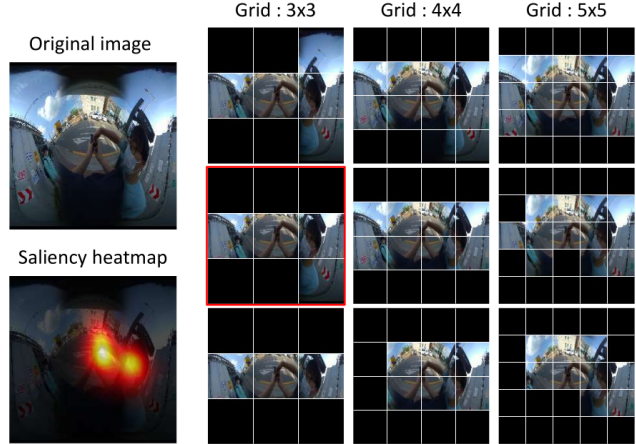 Grid : 3x3
Grid : 4x4
Grid : 5x5
Original image
Saliency heatmap